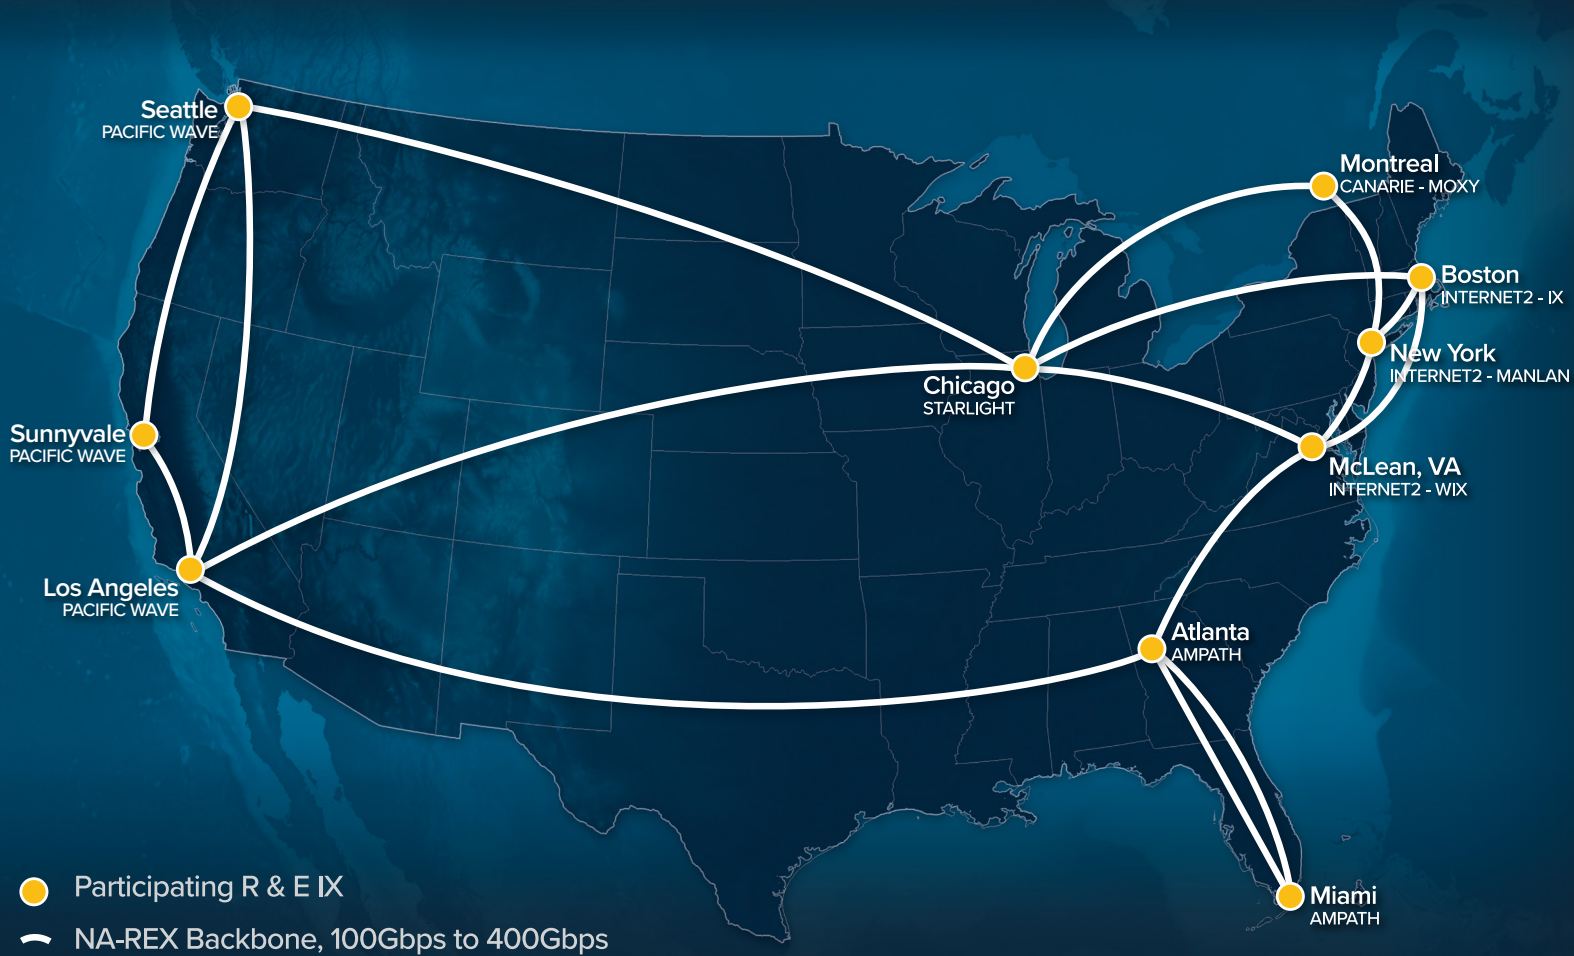 Seattle
PACIFIC WAVE
Montreal
CANARIE - MOXY
Boston
INTERNET2 - IX
New York
INTERNET2 - MANLAN
Chicago
STARLIGHT
Sunnyvale
PACIFIC WAVE
McLean, VA
INTERNET2 - WIX
Los Angeles
PACIFIC WAVE
Atlanta
AMPATH
Miami
AMPATH
Participating R & E IX
NA-REX Backbone, 100Gbps to 400Gbps